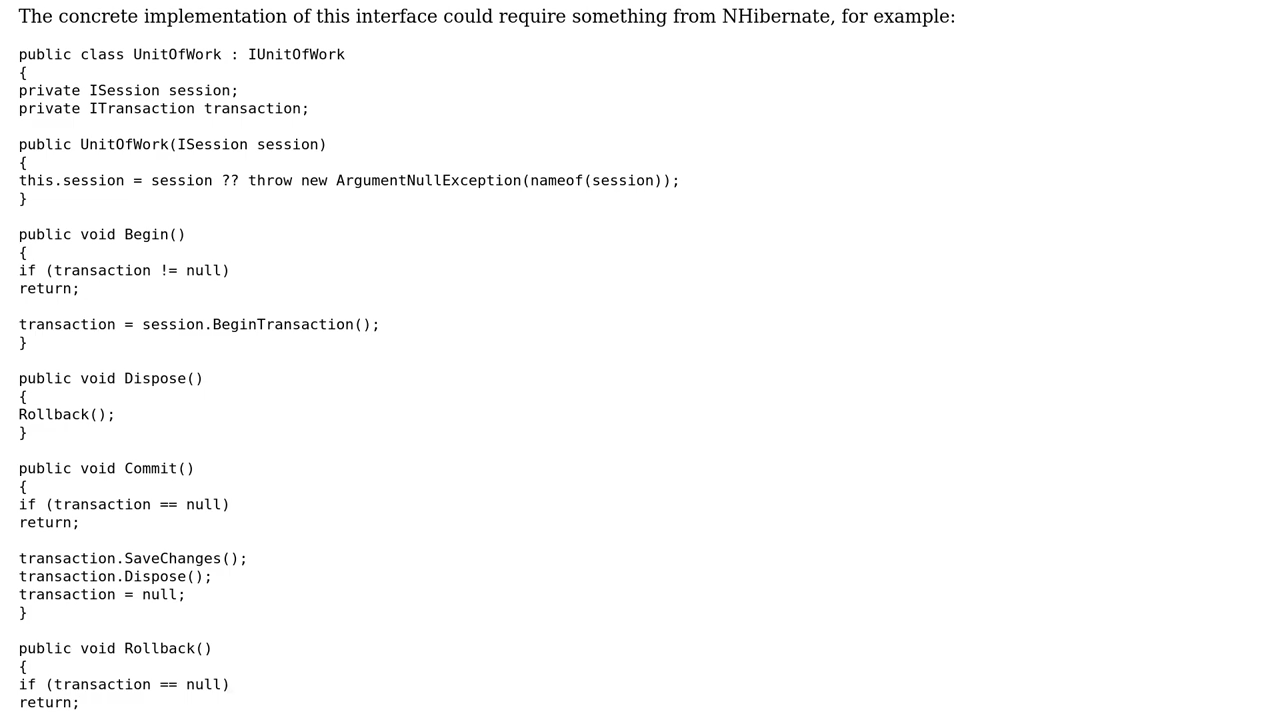 The concrete implementation of this interface could require something from NHibernate, for example:
public class UnitOfWork : IUnitOfWork
{
private ISession session;
private ITransaction transaction;
public UnitOfWork(ISession session)
{
this.session = session ?? throw new ArgumentNullException(nameof(session));
}
public void Begin()
{
if (transaction != null)
return;
transaction = session.BeginTransaction();
}
public void Dispose()
{
Rollback();
}
public void Commit()
{
if (transaction == null)
return;
transaction.SaveChanges();
transaction.Dispose();
transaction = null;
}
public void Rollback()
{
if (transaction == null)
return;